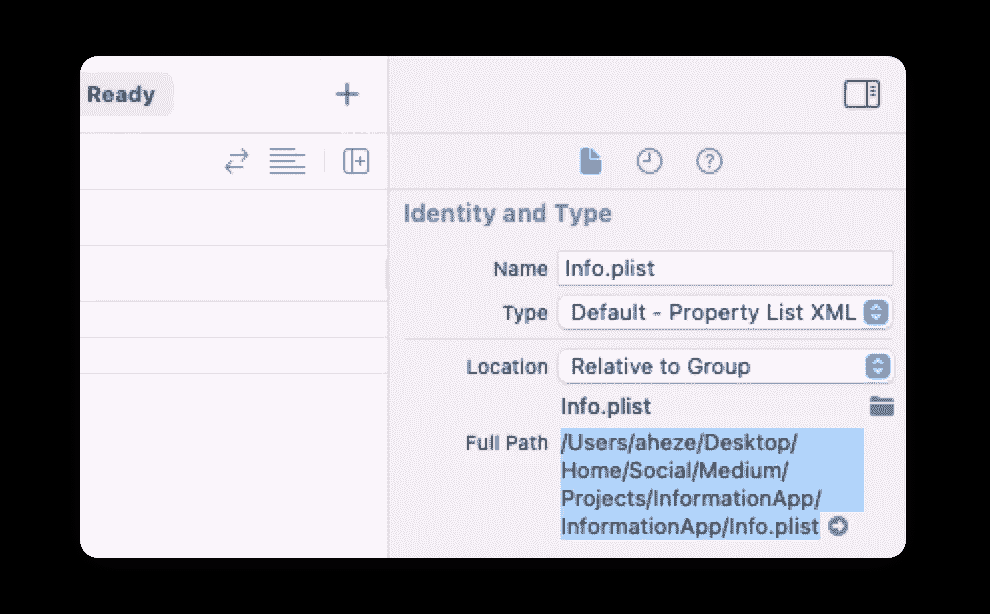 Ready
Identity and Type
Name Info.plist
Type Default - Property List XML
Location Relative to Group
Info.plist
Full Path /Users/aheze/Desktop/
Home/Social/Medium/
Projects/InformationApp/
InformationApp/Info.plist